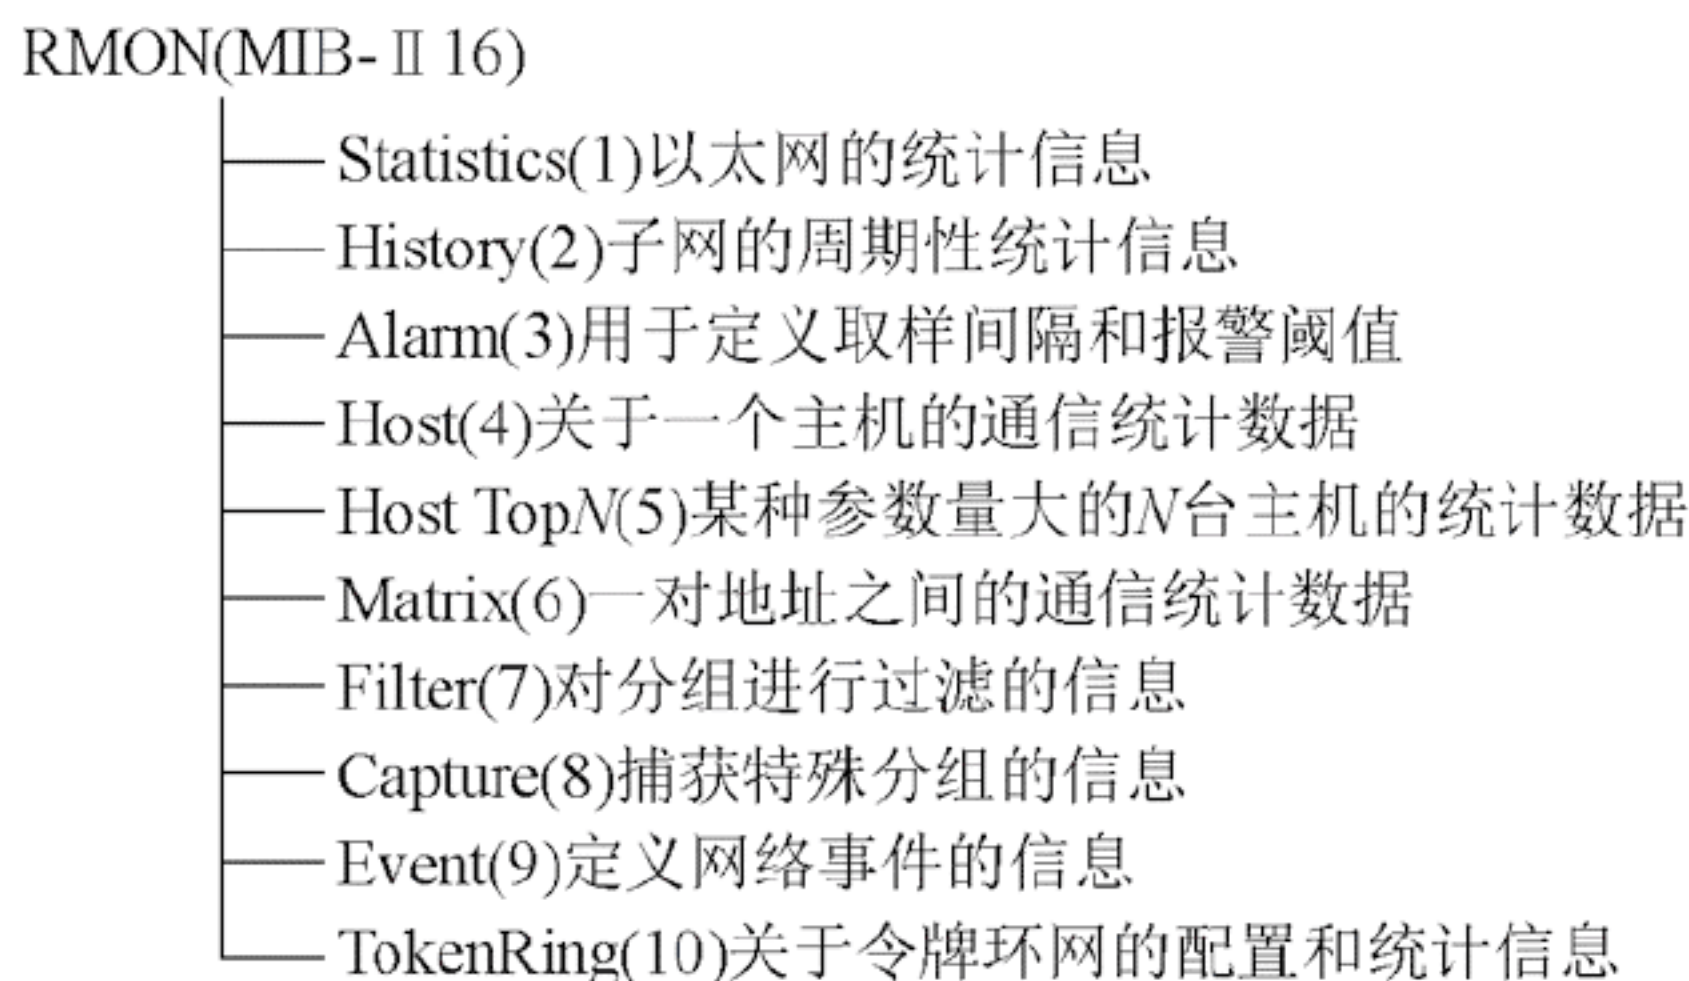 RMON(MIB-Ⅱ 16)
Statistics(1)以太网的统计信息
History(2)子网的周期性统计信息
Alarm(3)用于定义取样间隔和报警阈值
Host(4)关于一个主机的通信统计数据
Host TopN(5)某种参数量大的N台主机的统计数据
Matrix(6)一对地址之间的通信统计数据
Filter(7)对分组进行过滤的信息
Capture(8)捕获特殊分组的信息
Event(9)定义网络事件的信息
TokenRing(10)关于令牌环网的配置和统计信息